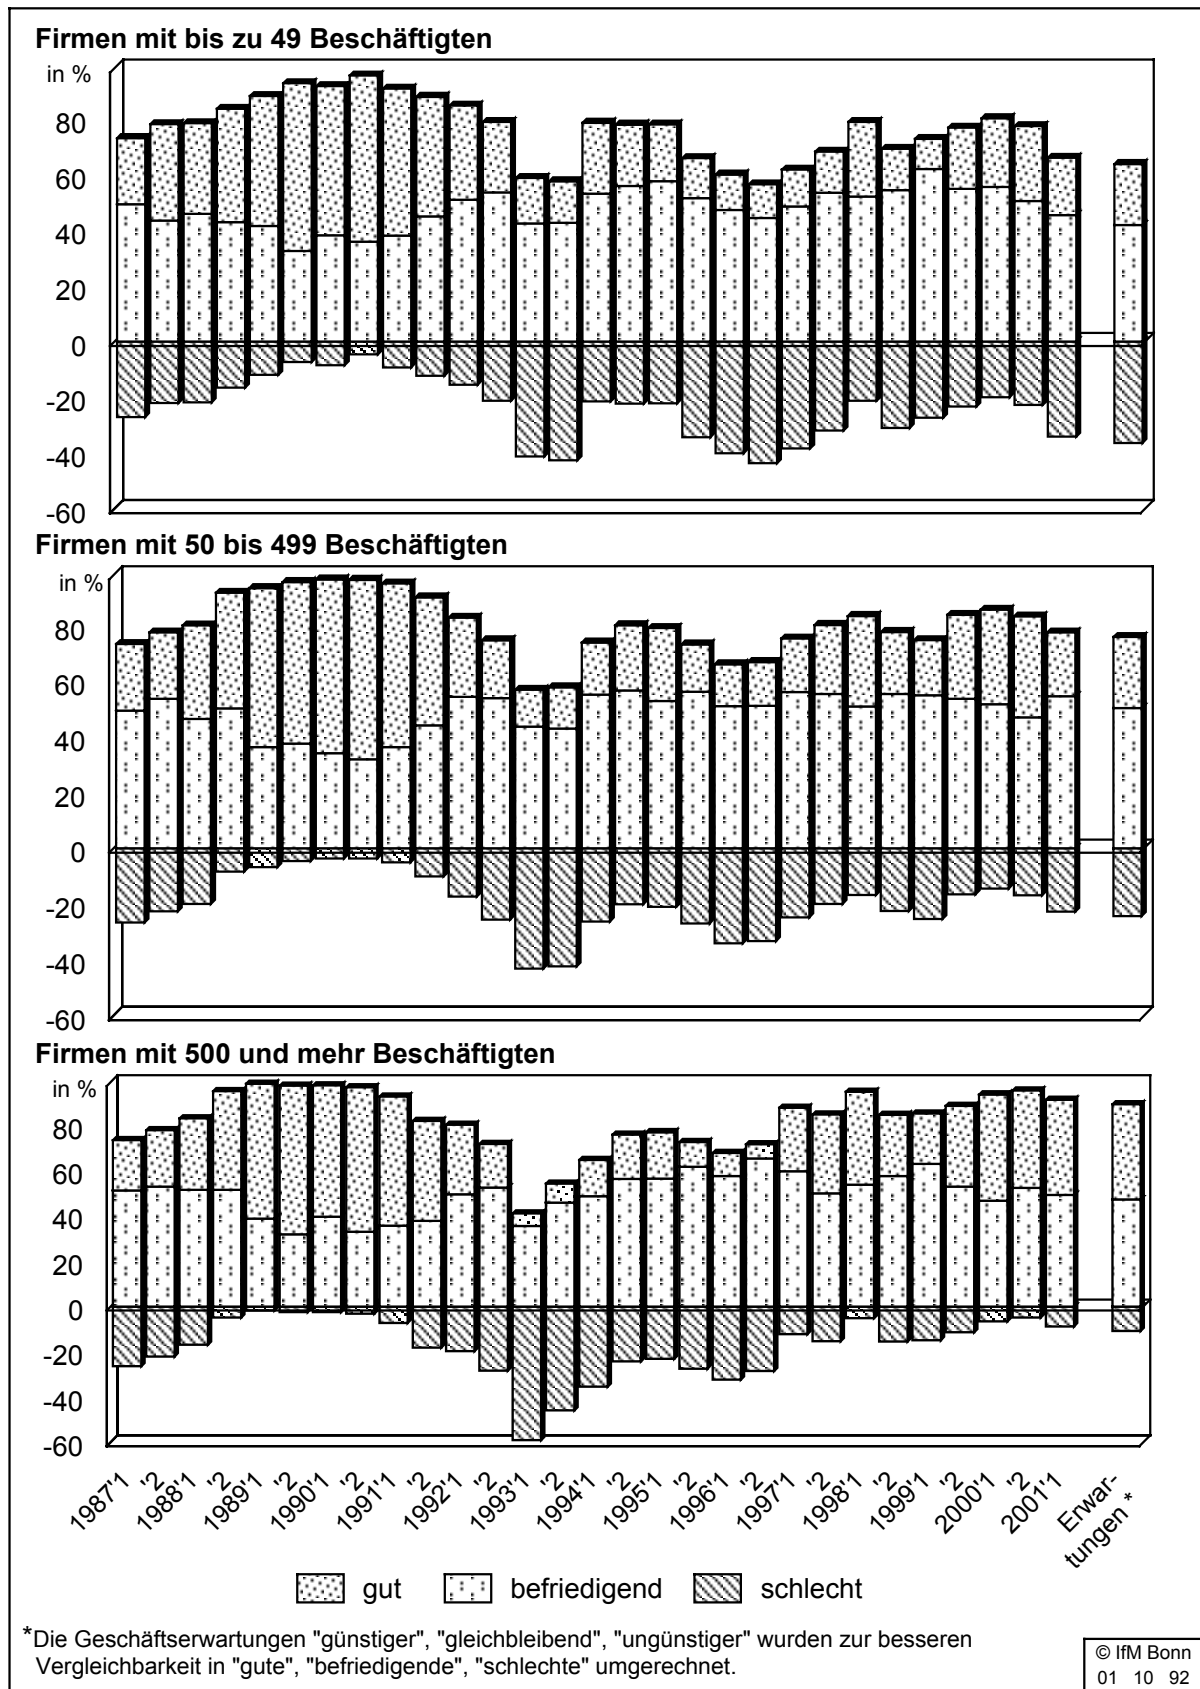 Firmen mit bis zu 49 Beschäftigten
in %
80
60
40
20
0
-20
-40
-60
Firmen mit 50 bis 499 Beschäftigten
in %
80
60
40
20
0
-20
-40
-60
Firmen mit 500 und mehr Beschäftigten
in %
80
60
40
20
0
-20
-40
-60
1987'1 '2 1988'1 '2 1989'1 '2 1990'1 '2 1991'1 '2 1992'1 '2 1993'1 '2 1994'1 '2 1995'1 '2 1996'1 '2 1997'1 '2 1998'1 '2 1999'1 '2 2000'1 '2 2001'1
Erwar-
tungen *
gut befriedigend schlecht
*Die Geschäftserwartungen "günstiger", "gleichbleibend", "ungünstiger" wurden zur besseren
Vergleichbarkeit in "gute", "befriedigende", "schlechte" umgerechnet.
© IfM Bonn
01 10 92